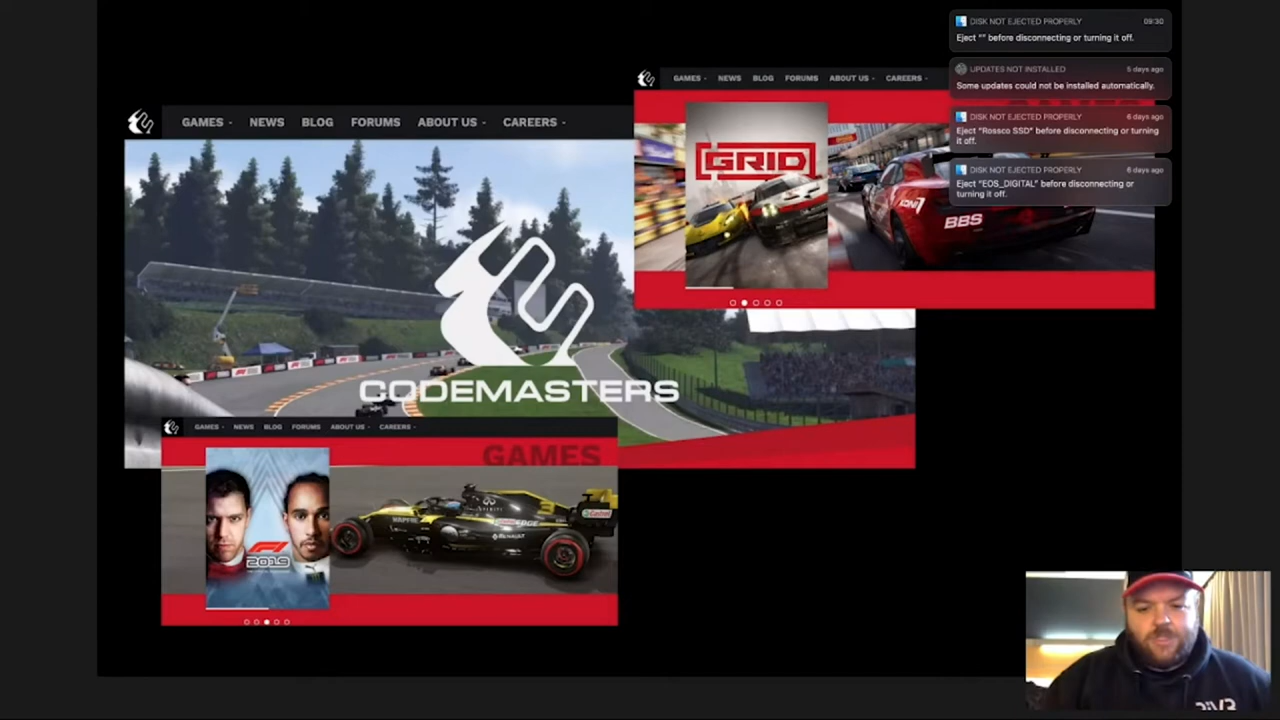 DISK NOT EJECTED PROPERLY 09:30
Eject “” before disconnecting or turning it off.
UPDATES NOT INSTALLED 5 days ago
Some updates could not be installed automatically.
DISK NOT EJECTED PROPERLY 6 days ago
Eject “Rossco SSD” before disconnecting or turning
it off.
DISK NOT EJECTED PROPERLY 6 days ago
Eject “EOS_DIGITAL” before disconnecting or
turning it off.
GAMES NEWS BLOG FORUMS ABOUT US CAREERS
GRID
BBS
GAMES NEWS BLOG FORUMS ABOUT US CAREERS
CODEMASTERS
GAMES NEWS BLOG FORUMS ABOUT US CAREERS
GAMES
F1
2019
RENAULT
Castrol